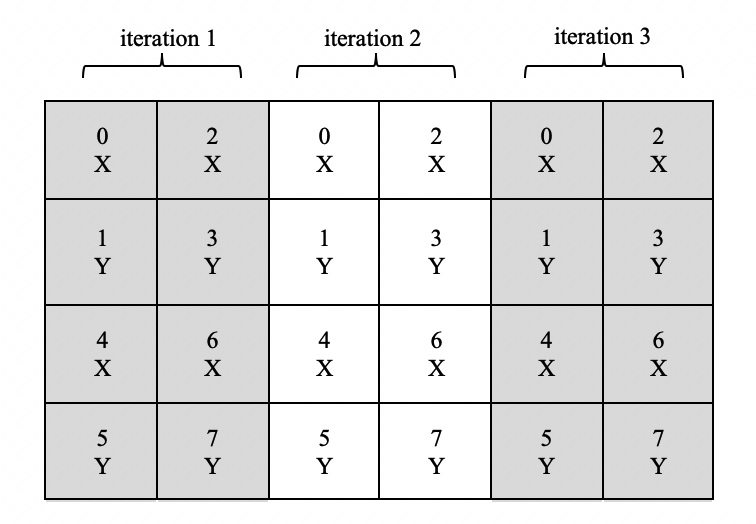 iteration 1 iteration 2 iteration 3
0 2 0 2 0 2
X X X X X X
1 3 1 3 1 3
Y Y Y Y Y Y
4 6 4 6 4 6
X X X X X X
5 7 5 7 5 7
Y Y Y Y Y Y